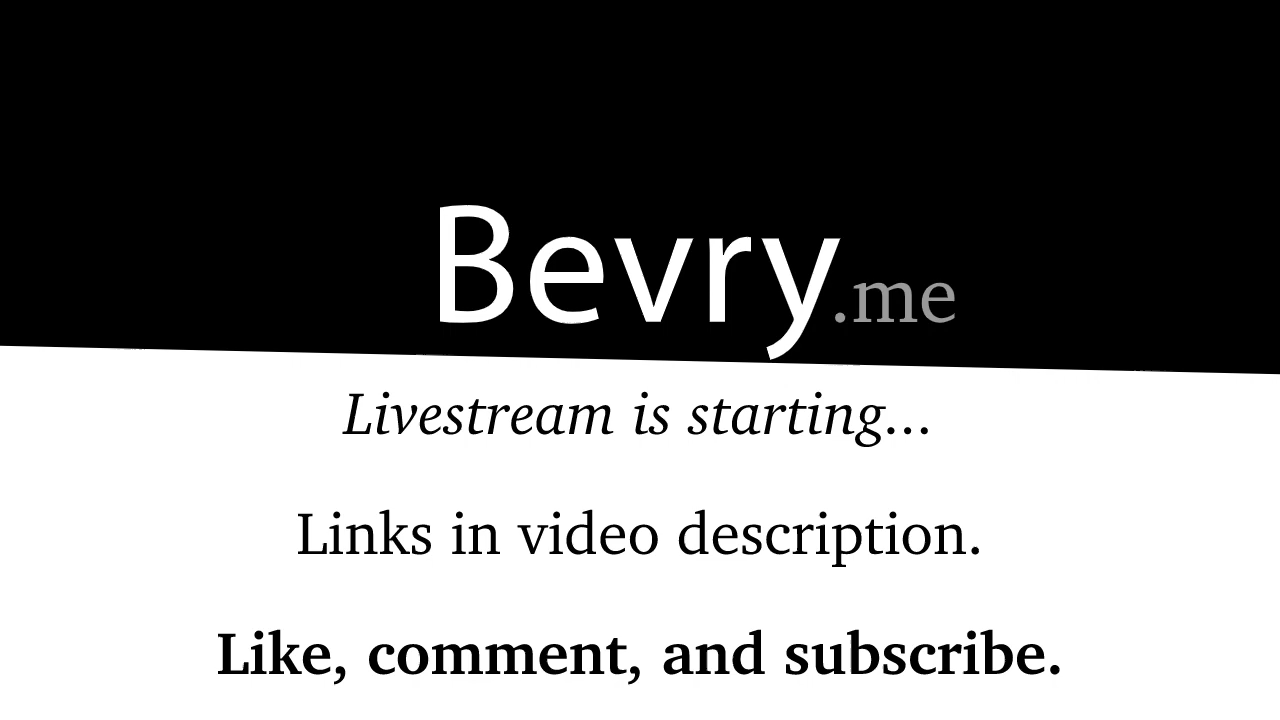 Bevry.me
Livestream is starting...
Links in video description.
Like, comment, and subscribe.